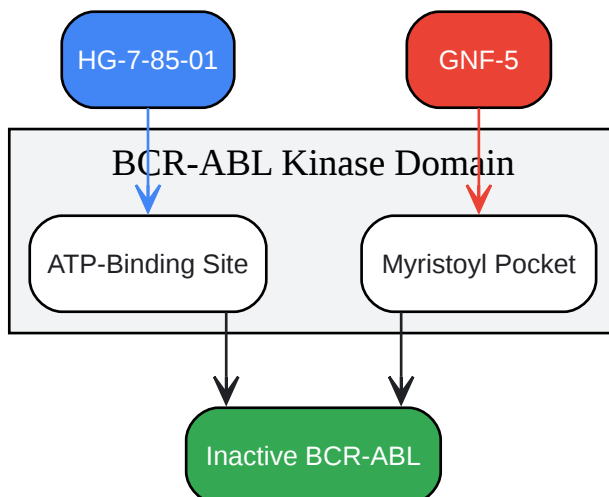 HG-7-85-01
GNF-5
BCR-ABL Kinase Domain
ATP-Binding Site
Myristoyl Pocket
Inactive BCR-ABL